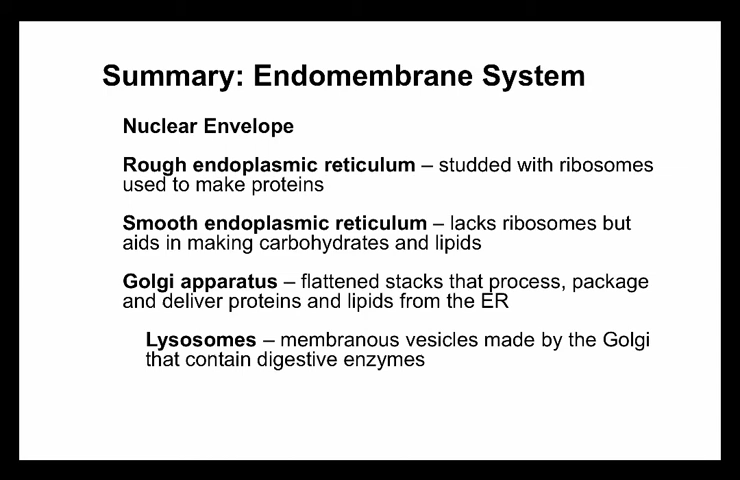 Summary: Endomembrane System
Nuclear Envelope
Rough endoplasmic reticulum – studded with ribosomes
used to make proteins
Smooth endoplasmic reticulum – lacks ribosomes but
aids in making carbohydrates and lipids
Golgi apparatus – flattened stacks that process, package
and deliver proteins and lipids from the ER
Lysosomes – membranous vesicles made by the Golgi
that contain digestive enzymes